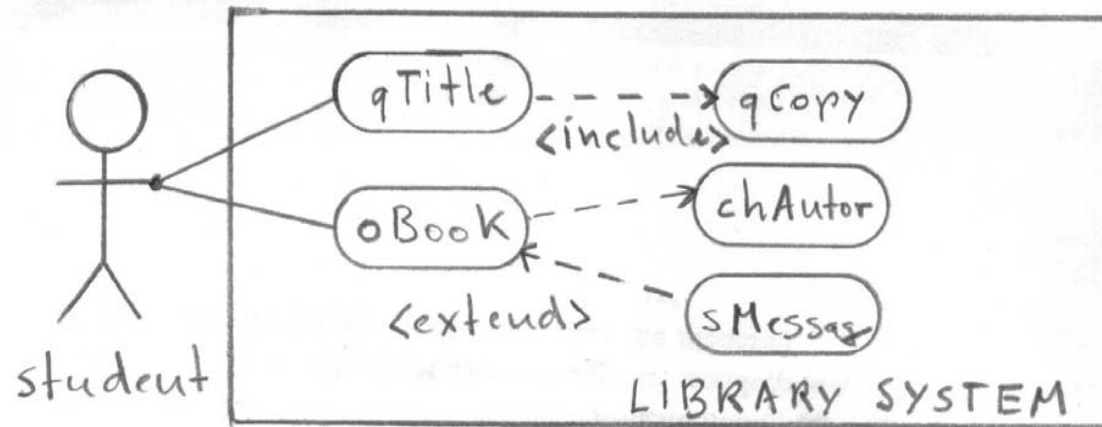 qTitle
qCopy
<include>
chAutor
oBook
sMessag
<extend>
student
LIBRARY SYSTEM